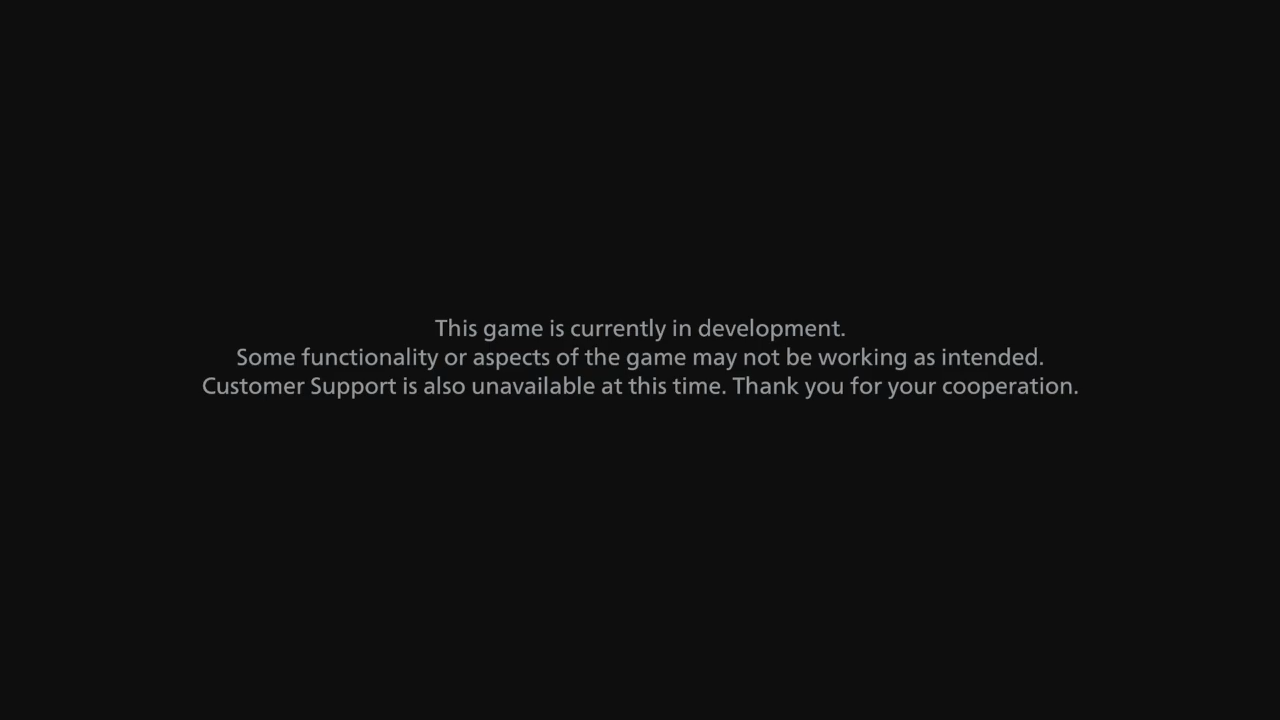 This game is currently in development.
Some functionality or aspects of the game may not be working as intended.
Customer Support is also unavailable at this time. Thank you for your cooperation.